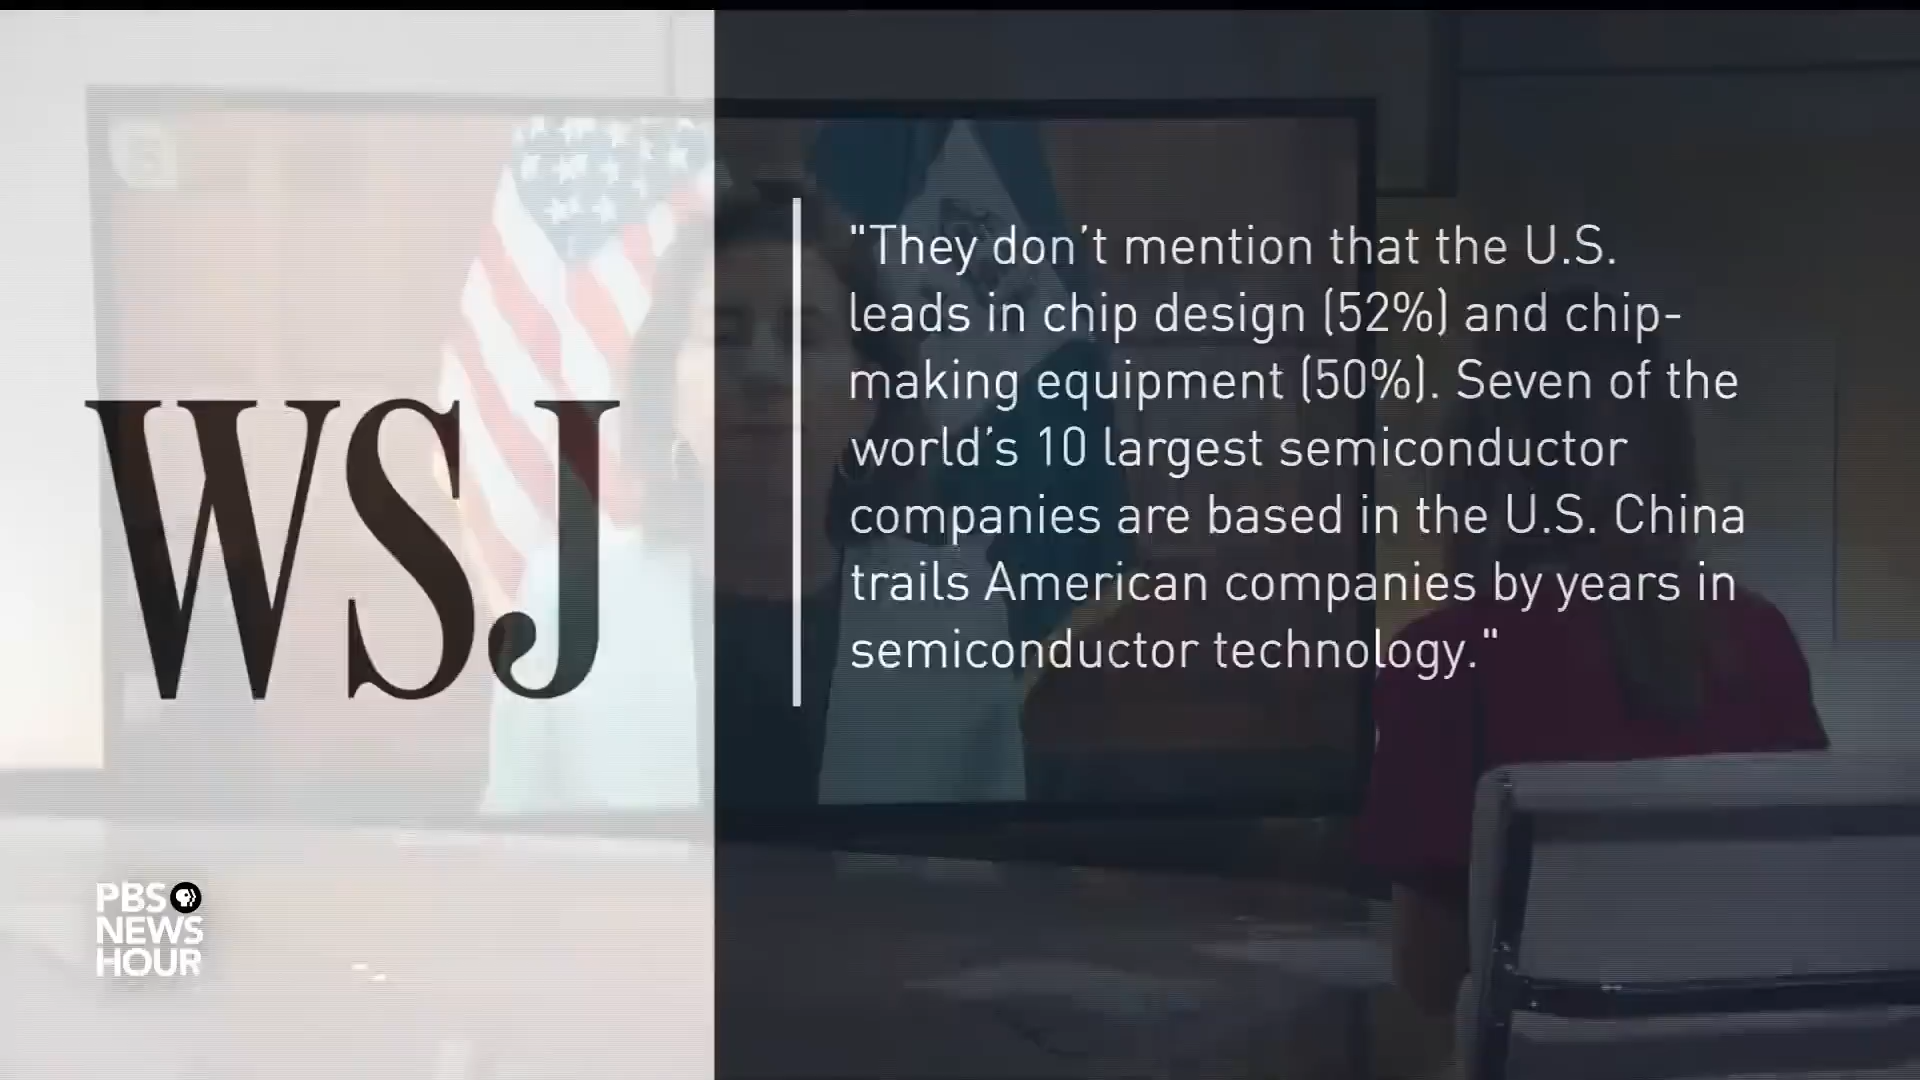 WSJ
"They don’t mention that the U.S.
leads in chip design (52%) and chip-
making equipment (50%). Seven of the
world’s 10 largest semiconductor
companies are based in the U.S. China
trails American companies by years in
semiconductor technology."
PBS
NEWS
HOUR